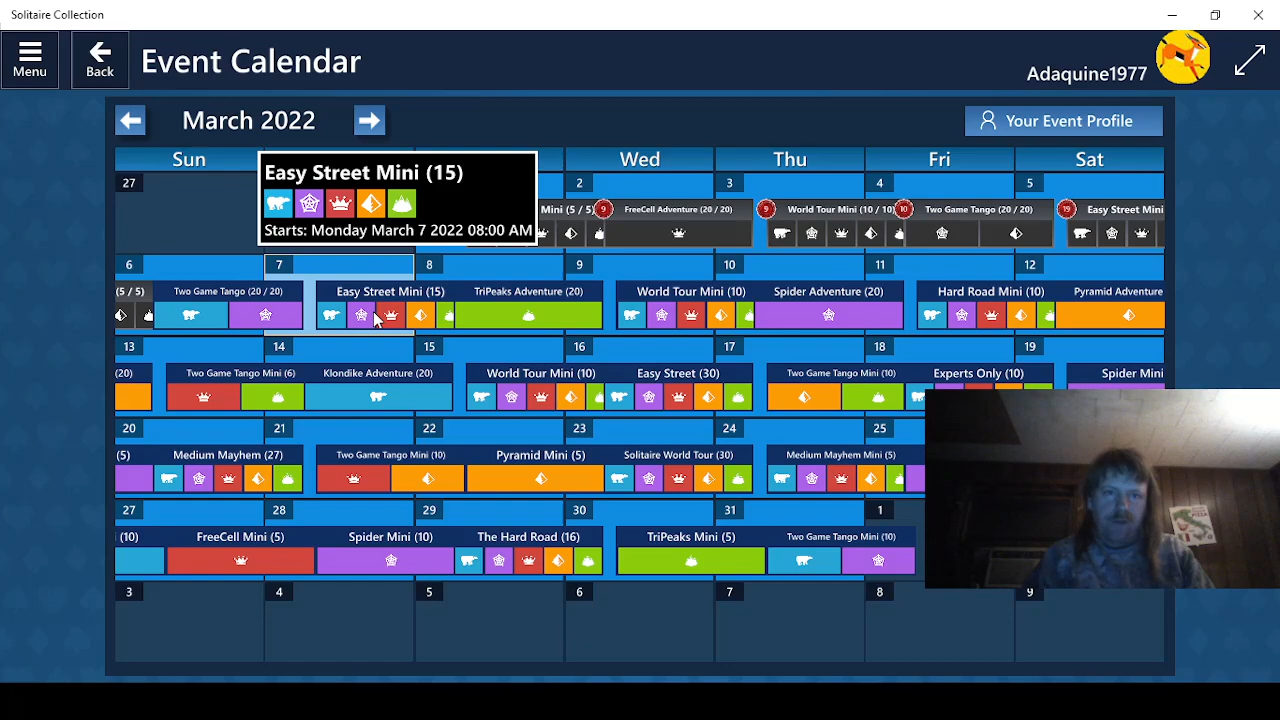 Solitaire Collection
Menu
Back
Event Calendar
Adaquine1977
March 2022
Your Event Profile
Sun
Wed
Thu
Fri
Sat
Easy Street Mini (15)
Starts: Monday March 7 2022 08:00 AM
27
2
3
4
5
Mini (5 / 5)
9
FreeCell Adventure (20 / 20)
9
World Tour Mini (10 / 10)
10
Two Game Tango (20 / 20)
19
Easy Street Mini
6
7
8
9
10
11
12
(5 / 5)
Two Game Tango (20 / 20)
Easy Street Mini (15)
TriPeaks Adventure (20)
World Tour Mini (10)
Spider Adventure (20)
Hard Road Mini (10)
Pyramid Adventure
13
14
15
16
17
18
19
(20)
Two Game Tango Mini (6)
Klondike Adventure (20)
World Tour Mini (10)
Easy Street (30)
Two Game Tango Mini (10)
Experts Only (10)
Spider Mini
20
21
22
23
24
25
(5)
Medium Mayhem (27)
Two Game Tango Mini (10)
Pyramid Mini (5)
Solitaire World Tour (30)
Medium Mayhem Mini (5)
27
28
29
30
31
1
(10)
FreeCell Mini (5)
Spider Mini (10)
The Hard Road (16)
TriPeaks Mini (5)
Two Game Tango Mini (10)
3
4
5
6
7
8
9